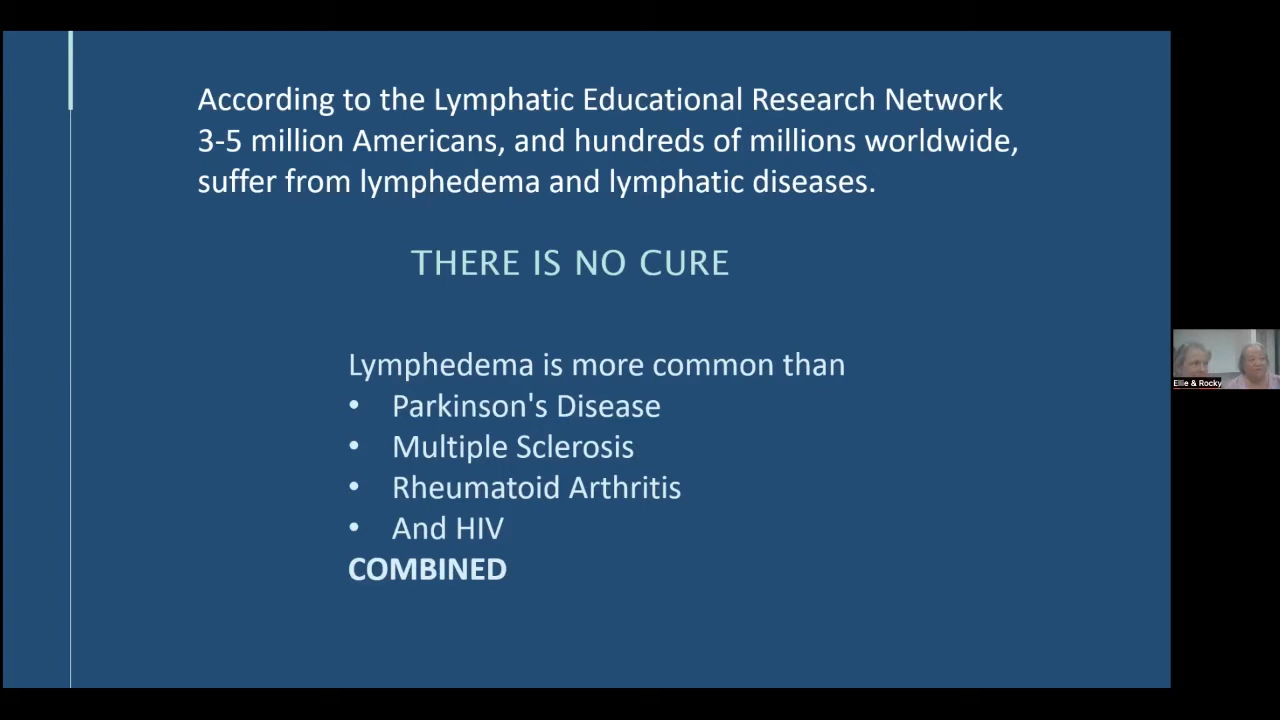 According to the Lymphatic Educational Research Network
3-5 million Americans, and hundreds of millions worldwide,
suffer from lymphedema and lymphatic diseases.
THERE IS NO CURE
Lymphedema is more common than
• Parkinson's Disease
• Multiple Sclerosis
• Rheumatoid Arthritis
• And HIV
COMBINED
Ellie & Rocky